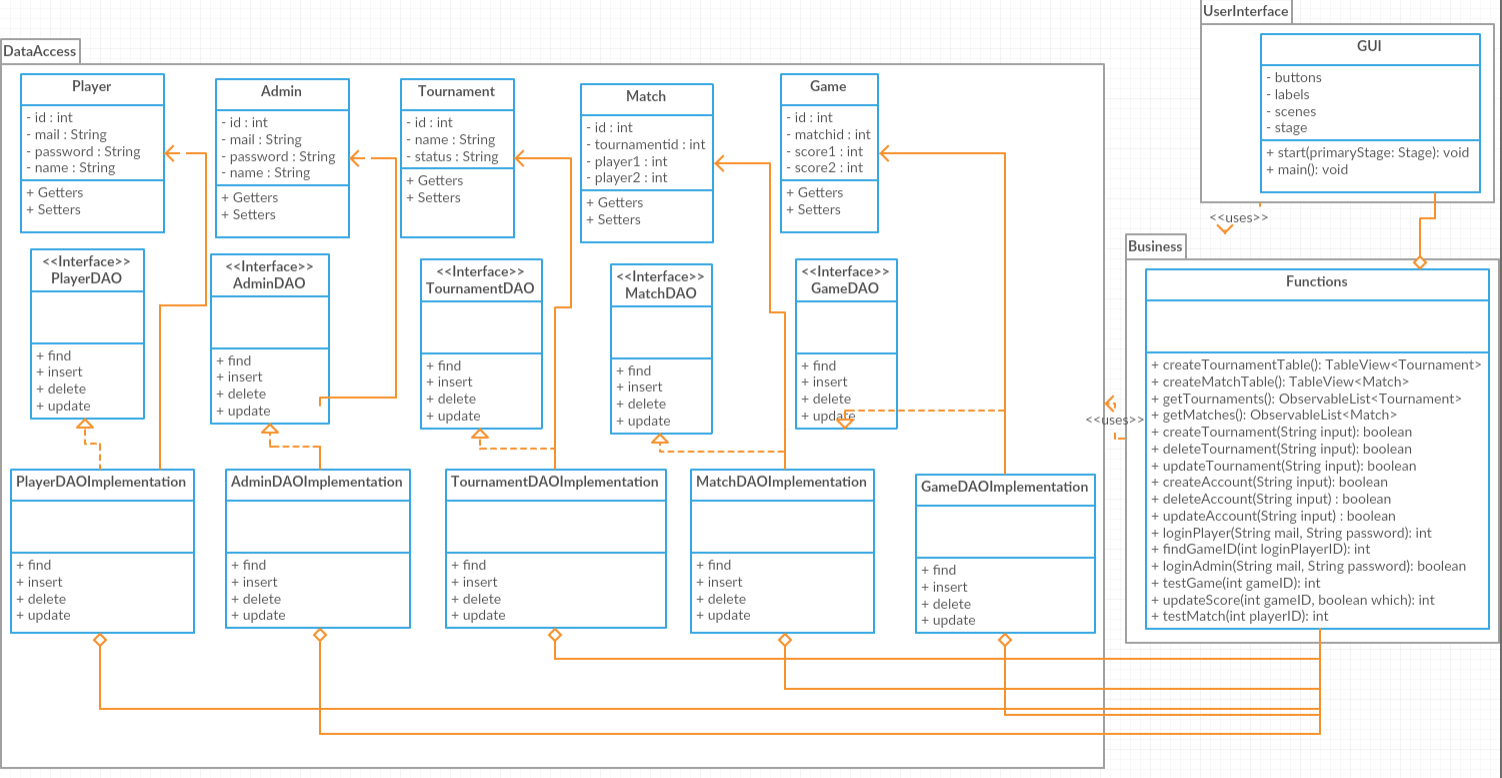 UserInterface
GUI
- buttons
- labels
- scenes
- stage
+ start(primaryStage: Stage): void
+ main(): void
<<uses>>
DataAccess
Player
- id : int
- mail : String
- password : String
- name : String
+ Getters
+ Setters
Admin
- id : int
- mail : String
- password : String
- name : String
+ Getters
+ Setters
Tournament
- id : int
- name : String
- status : String
+ Getters
+ Setters
Match
- id : int
- tournamentid : int
- player1 : int
- player2 : int
+ Getters
+ Setters
Game
- id : int
- matchid : int
- score1 : int
- score2 : int
+ Getters
+ Setters
<<Interface>>
PlayerDAO
+ find
+ insert
+ delete
+ update
<<Interface>>
AdminDAO
+ find
+ insert
+ delete
+ update
<<Interface>>
TournamentDAO
+ find
+ insert
+ delete
+ update
<<Interface>>
MatchDAO
+ find
+ insert
+ delete
+ update
<<Interface>>
GameDAO
+ find
+ insert
+ delete
+ update
PlayerDAOImplementation
+ find
+ insert
+ delete
+ update
AdminDAOImplementation
+ find
+ insert
+ delete
+ update
TournamentDAOImplementation
+ find
+ insert
+ delete
+ update
MatchDAOImplementation
+ find
+ insert
+ delete
+ update
GameDAOImplementation
+ find
+ insert
+ delete
+ update
<<uses>>
Business
Functions
+ createTournamentTable(): TableView<Tournament>
+ createMatchTable(): TableView<Match>
+ getTournaments(): ObservableList<Tournament>
+ getMatches(): ObservableList<Match>
+ createTournament(String input): boolean
+ deleteTournament(String input): boolean
+ updateTournament(String input): boolean
+ createAccount(String input): boolean
+ deleteAccount(String input) : boolean
+ updateAccount(String input) : boolean
+ loginPlayer(String mail, String password): int
+ findGameID(int loginPlayerID): int
+ loginAdmin(String mail, String password): boolean
+ testGame(int gameID): int
+ updateScore(int gameID, boolean which): int
+ testMatch(int playerID): int